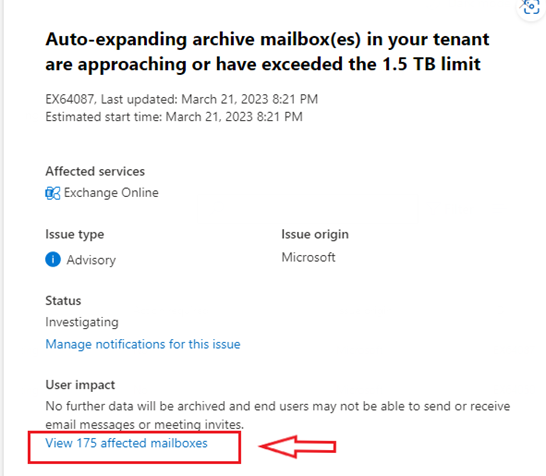 Auto-expanding archive mailbox(es) in your tenant
are approaching or have exceeded the 1.5 TB limit
EX64087, Last updated: March 21, 2023 8:21 PM
Estimated start time: March 21, 2023 8:21 PM
Affected services
Exchange Online
Issue type
Issue origin
Advisory
Microsoft
Status
Investigating
Manage notifications for this issue
User impact
No further data will be archived and end users may not be able to send or receive
email messages or meeting invites.
View 175 affected mailboxes